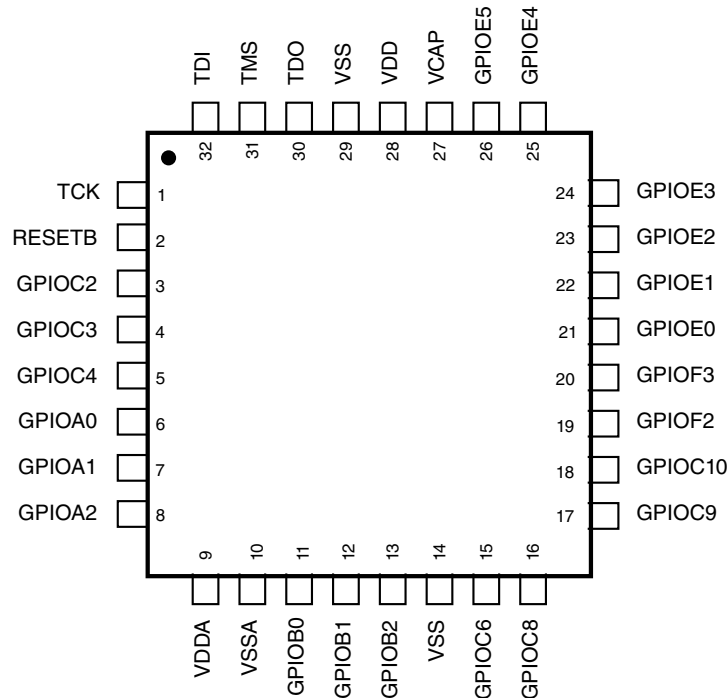 TDI
TMS
TDO
VSS
VDD
VCAP
GPIOE5
GPIOE4
32
31
30
29
28
27
26
25
TCK 1
RESETB 2
GPIOC2 3
GPIOC3 4
GPIOC4 5
GPIOA0 6
GPIOA1 7
GPIOA2 8
24 GPIOE3
23 GPIOE2
22 GPIOE1
21 GPIOE0
20 GPIOF3
19 GPIOF2
18 GPIOC10
17 GPIOC9
9
10
11
12
13
14
15
16
VDDA
VSSA
GPIOB0
GPIOB1
GPIOB2
VSS
GPIOC6
GPIOC8